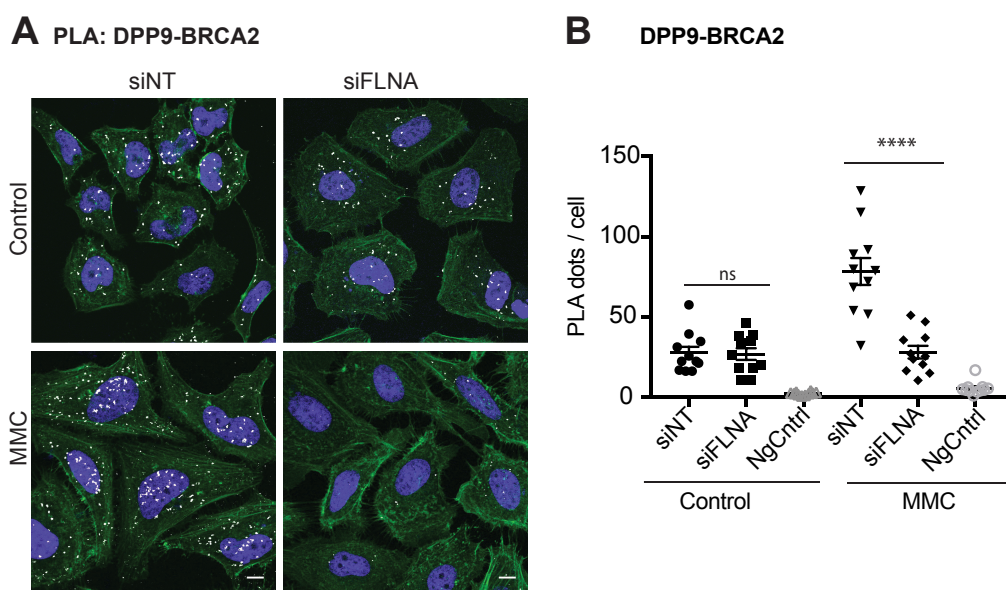 A PLA: DPP9-BRCA2
siNT siFLNA
Control
MMC
B DPP9-BRCA2
PLA dots / cell
150
100
50
0
ns
****
siNT siFLNA NgCntrl siNT siFLNA NgCntrl
Control MMC